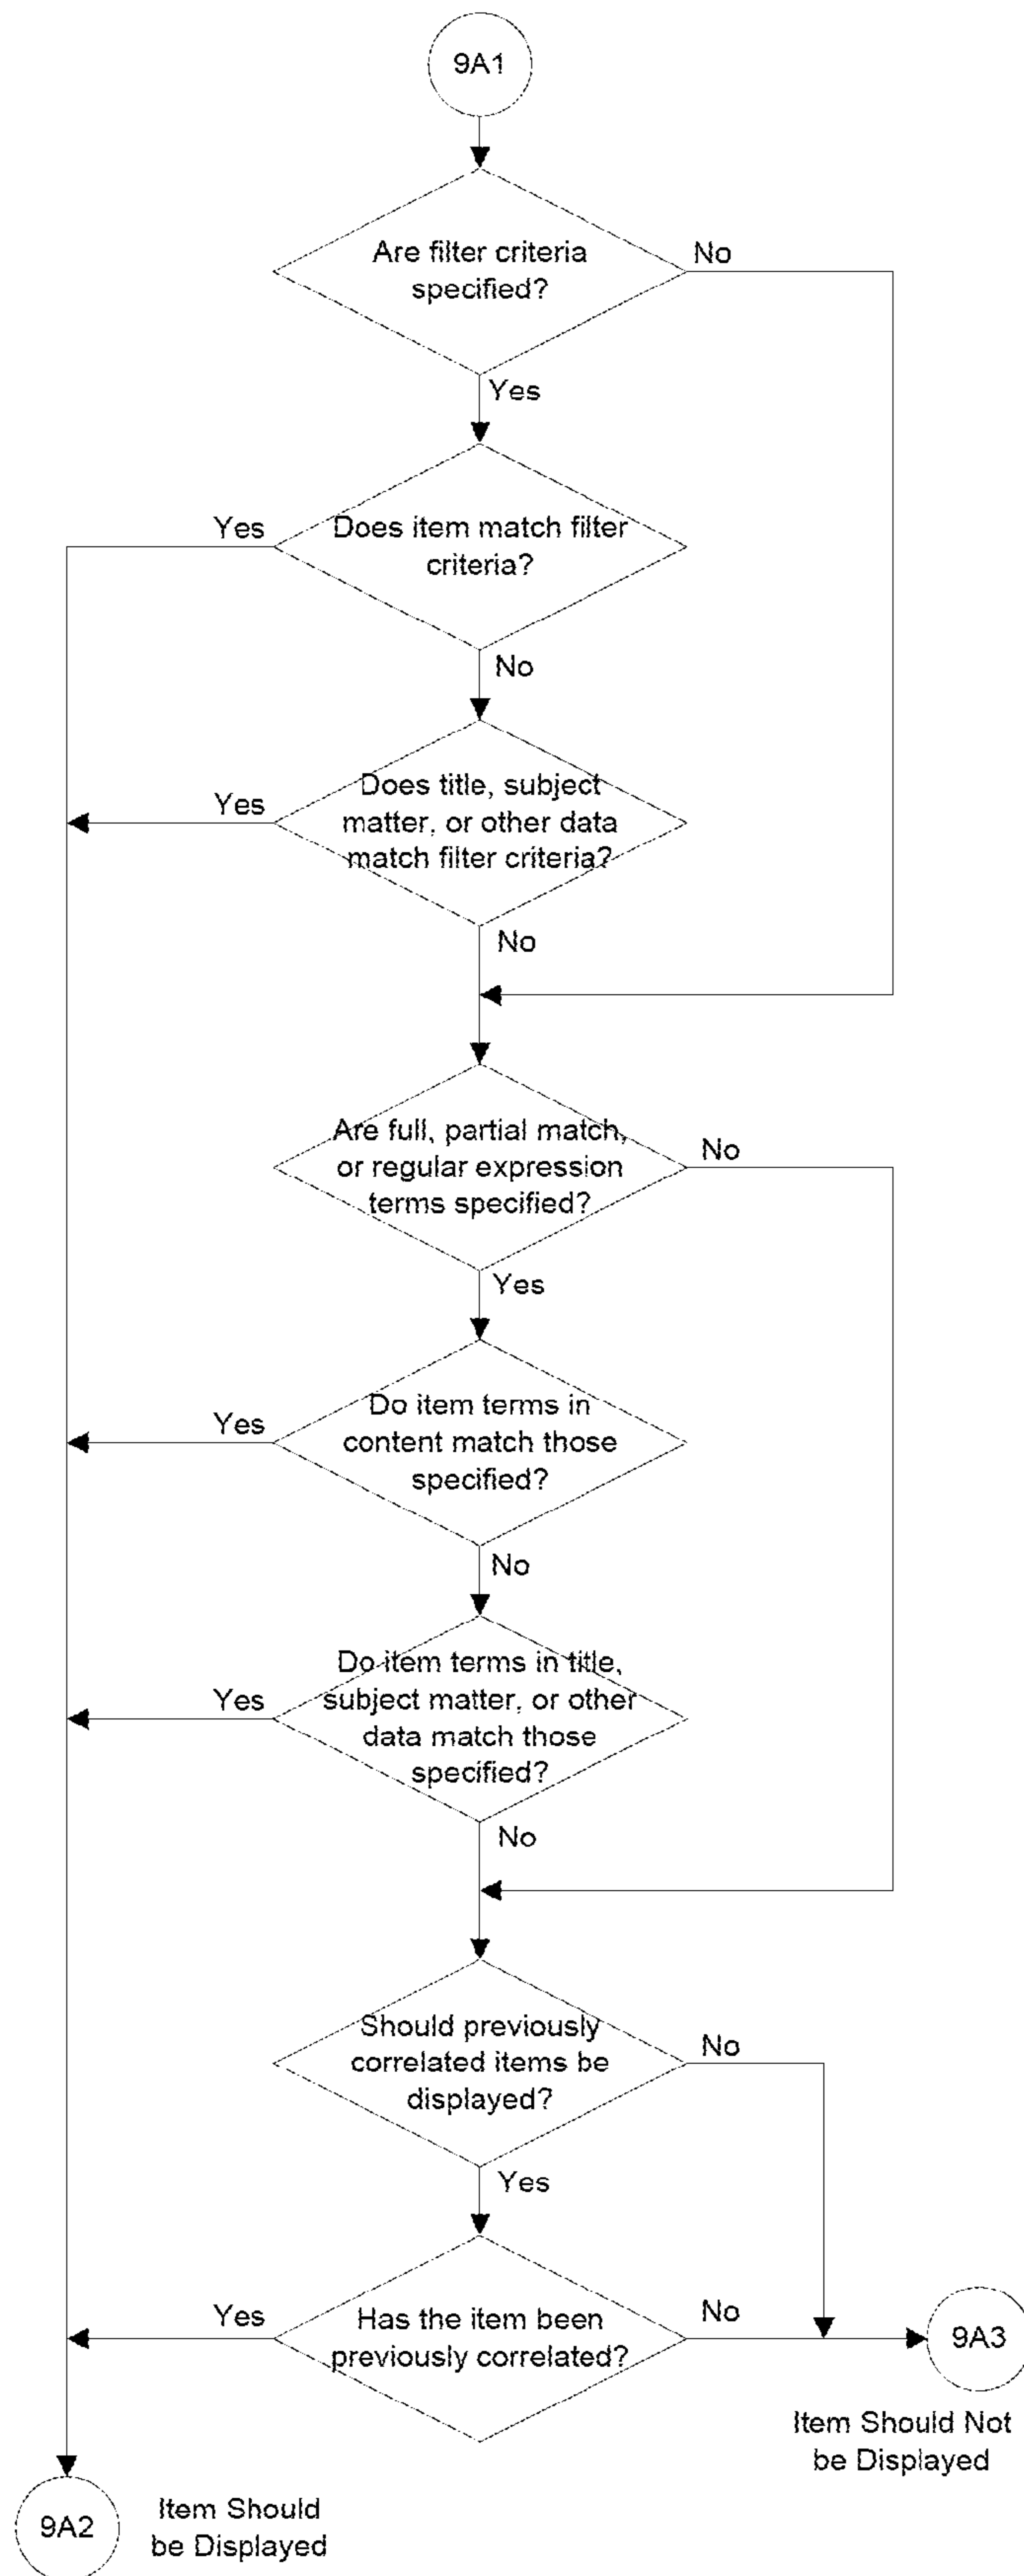 9A1
Are filter criteria
specified?
No
Yes
Yes
Does item match filter
criteria?
No
Yes
Does title, subject
matter, or other data
match filter criteria?
No
Are full, partial match,
or regular expression
terms specified?
No
Yes
Yes
Do item terms in
content match those
specified?
No
Yes
Do item terms in title,
subject matter, or other
data match those
specified?
No
Should previously
correlated items be
displayed?
No
Yes
Yes
Has the item been
previously correlated?
No
9A3
Item Should Not
be Displayed
9A2
Item Should
be Displayed